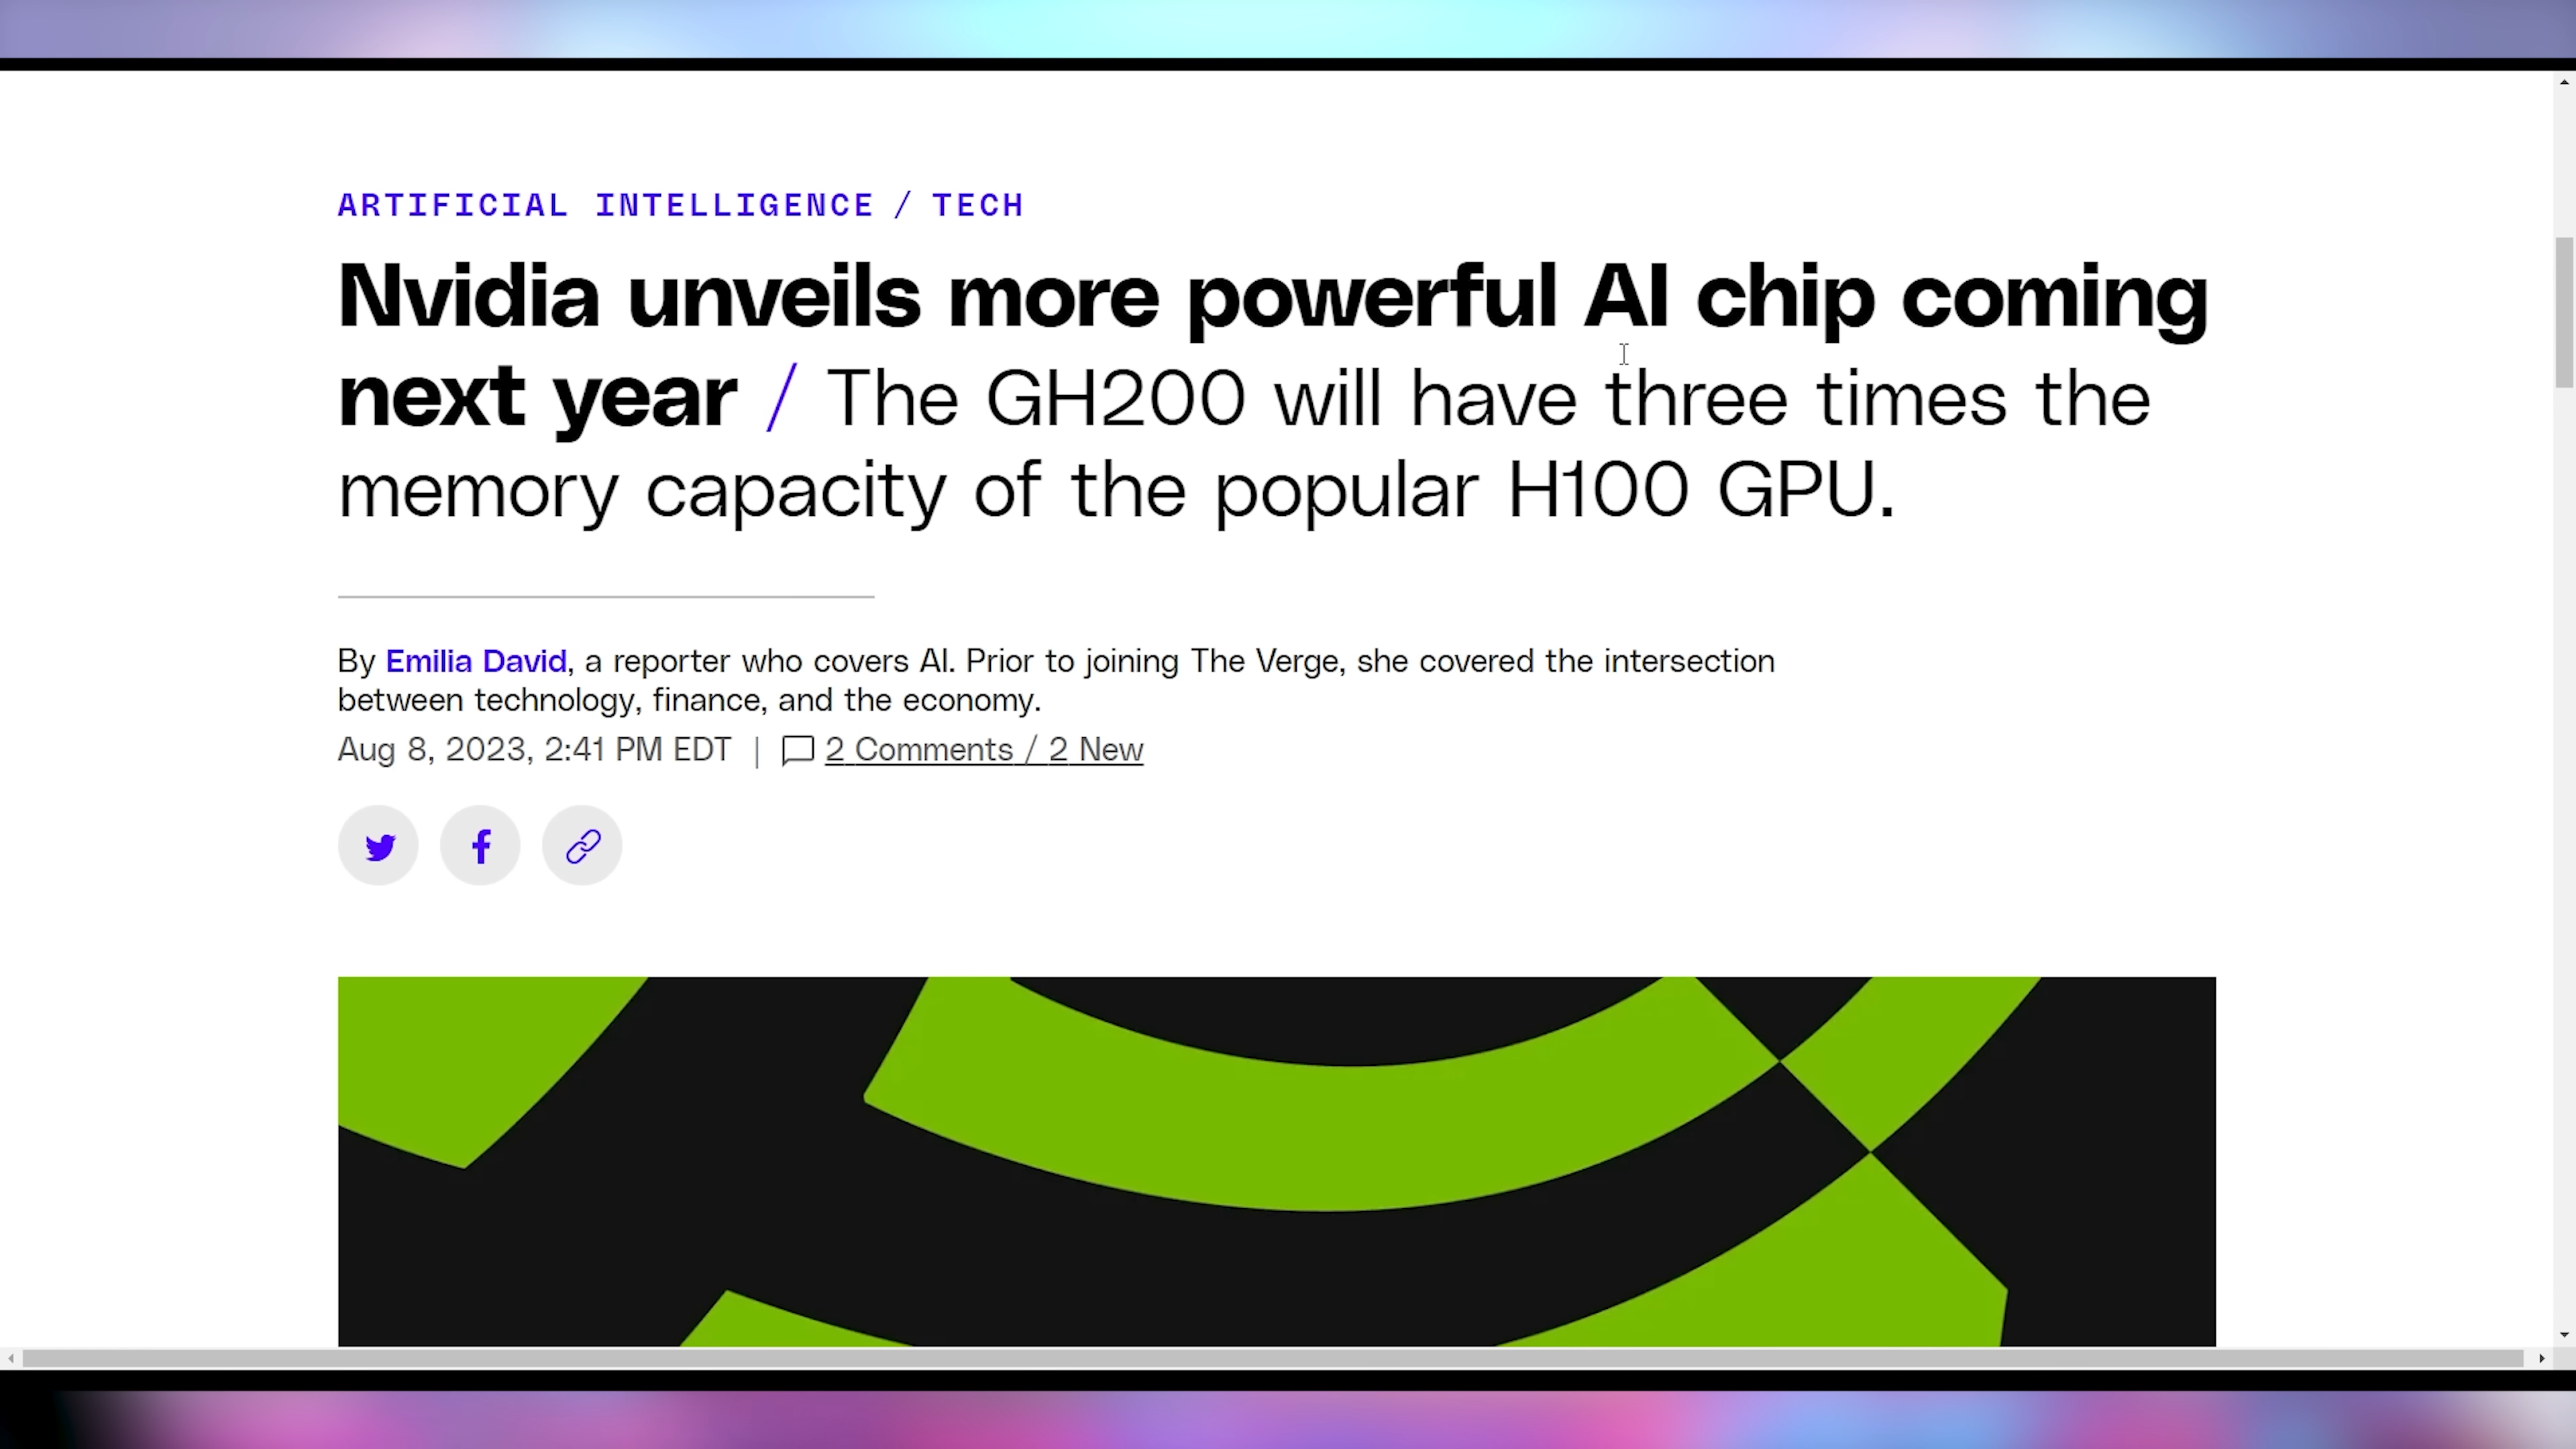 ARTIFICIAL INTELLIGENCE / TECH
Nvidia unveils more powerful AI chip coming
next year / The GH200 will have three times the
memory capacity of the popular H100 GPU.
By Emilia David, a reporter who covers AI. Prior to joining The Verge, she covered the intersection
between technology, finance, and the economy.
Aug 8, 2023, 2:41 PM EDT | 2 Comments / 2 New